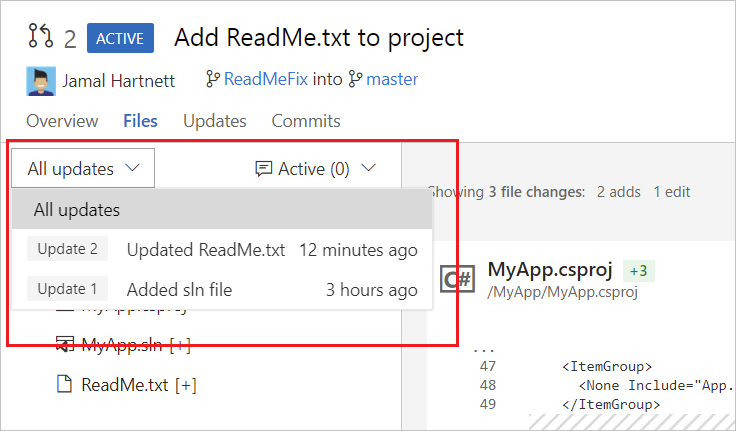 2 ACTIVE Add ReadMe.txt to project
Jamal Hartnett ReadMeFix into master
Overview Files Updates Commits
All updates Active (0)
Showing 3 file changes: 2 adds 1 edit
All updates
Update 2 Updated ReadMe.txt 12 minutes ago
Update 1 Added sln file 3 hours ago
MyApp.csproj
MyApp.sln [+]
ReadMe.txt [+]
C# MyApp.csproj +3
/MyApp/MyApp.csproj
...
47 <ItemGroup>
48 <None Include="App.
49 </ItemGroup>